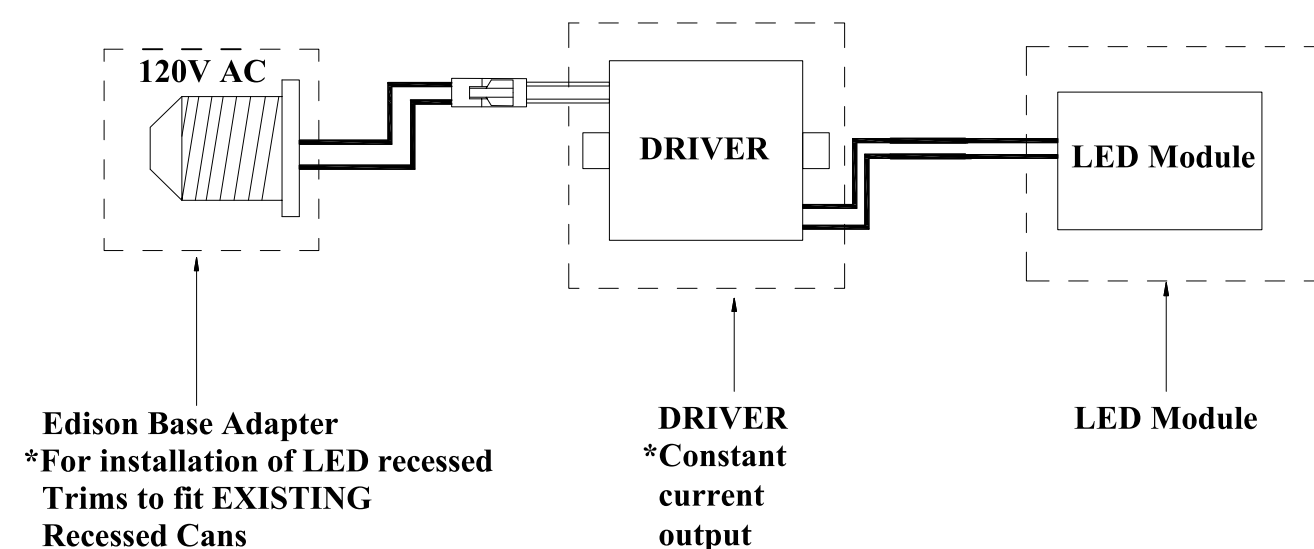 120V AC
DRIVER
LED Module
Edison Base Adapter
*For installation of LED recessed
Trims to fit EXISTING
Recessed Cans
DRIVER
*Constant
current
output
LED Module